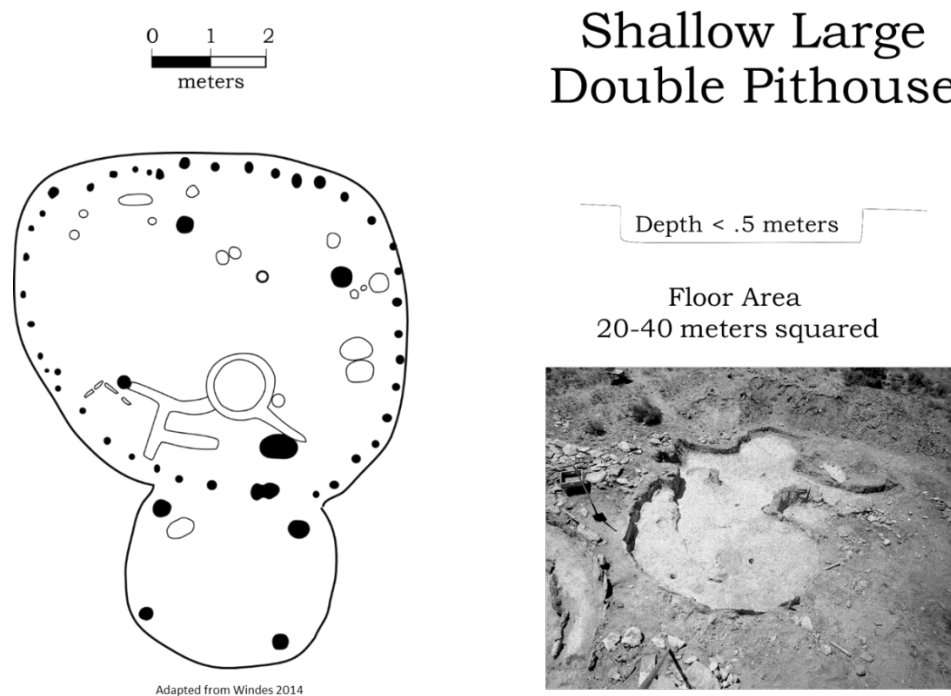 0 1 2
meters
Shallow Large
Double Pithouse
Depth < .5 meters
Floor Area
20-40 meters squared
Adapted from Windes 2014